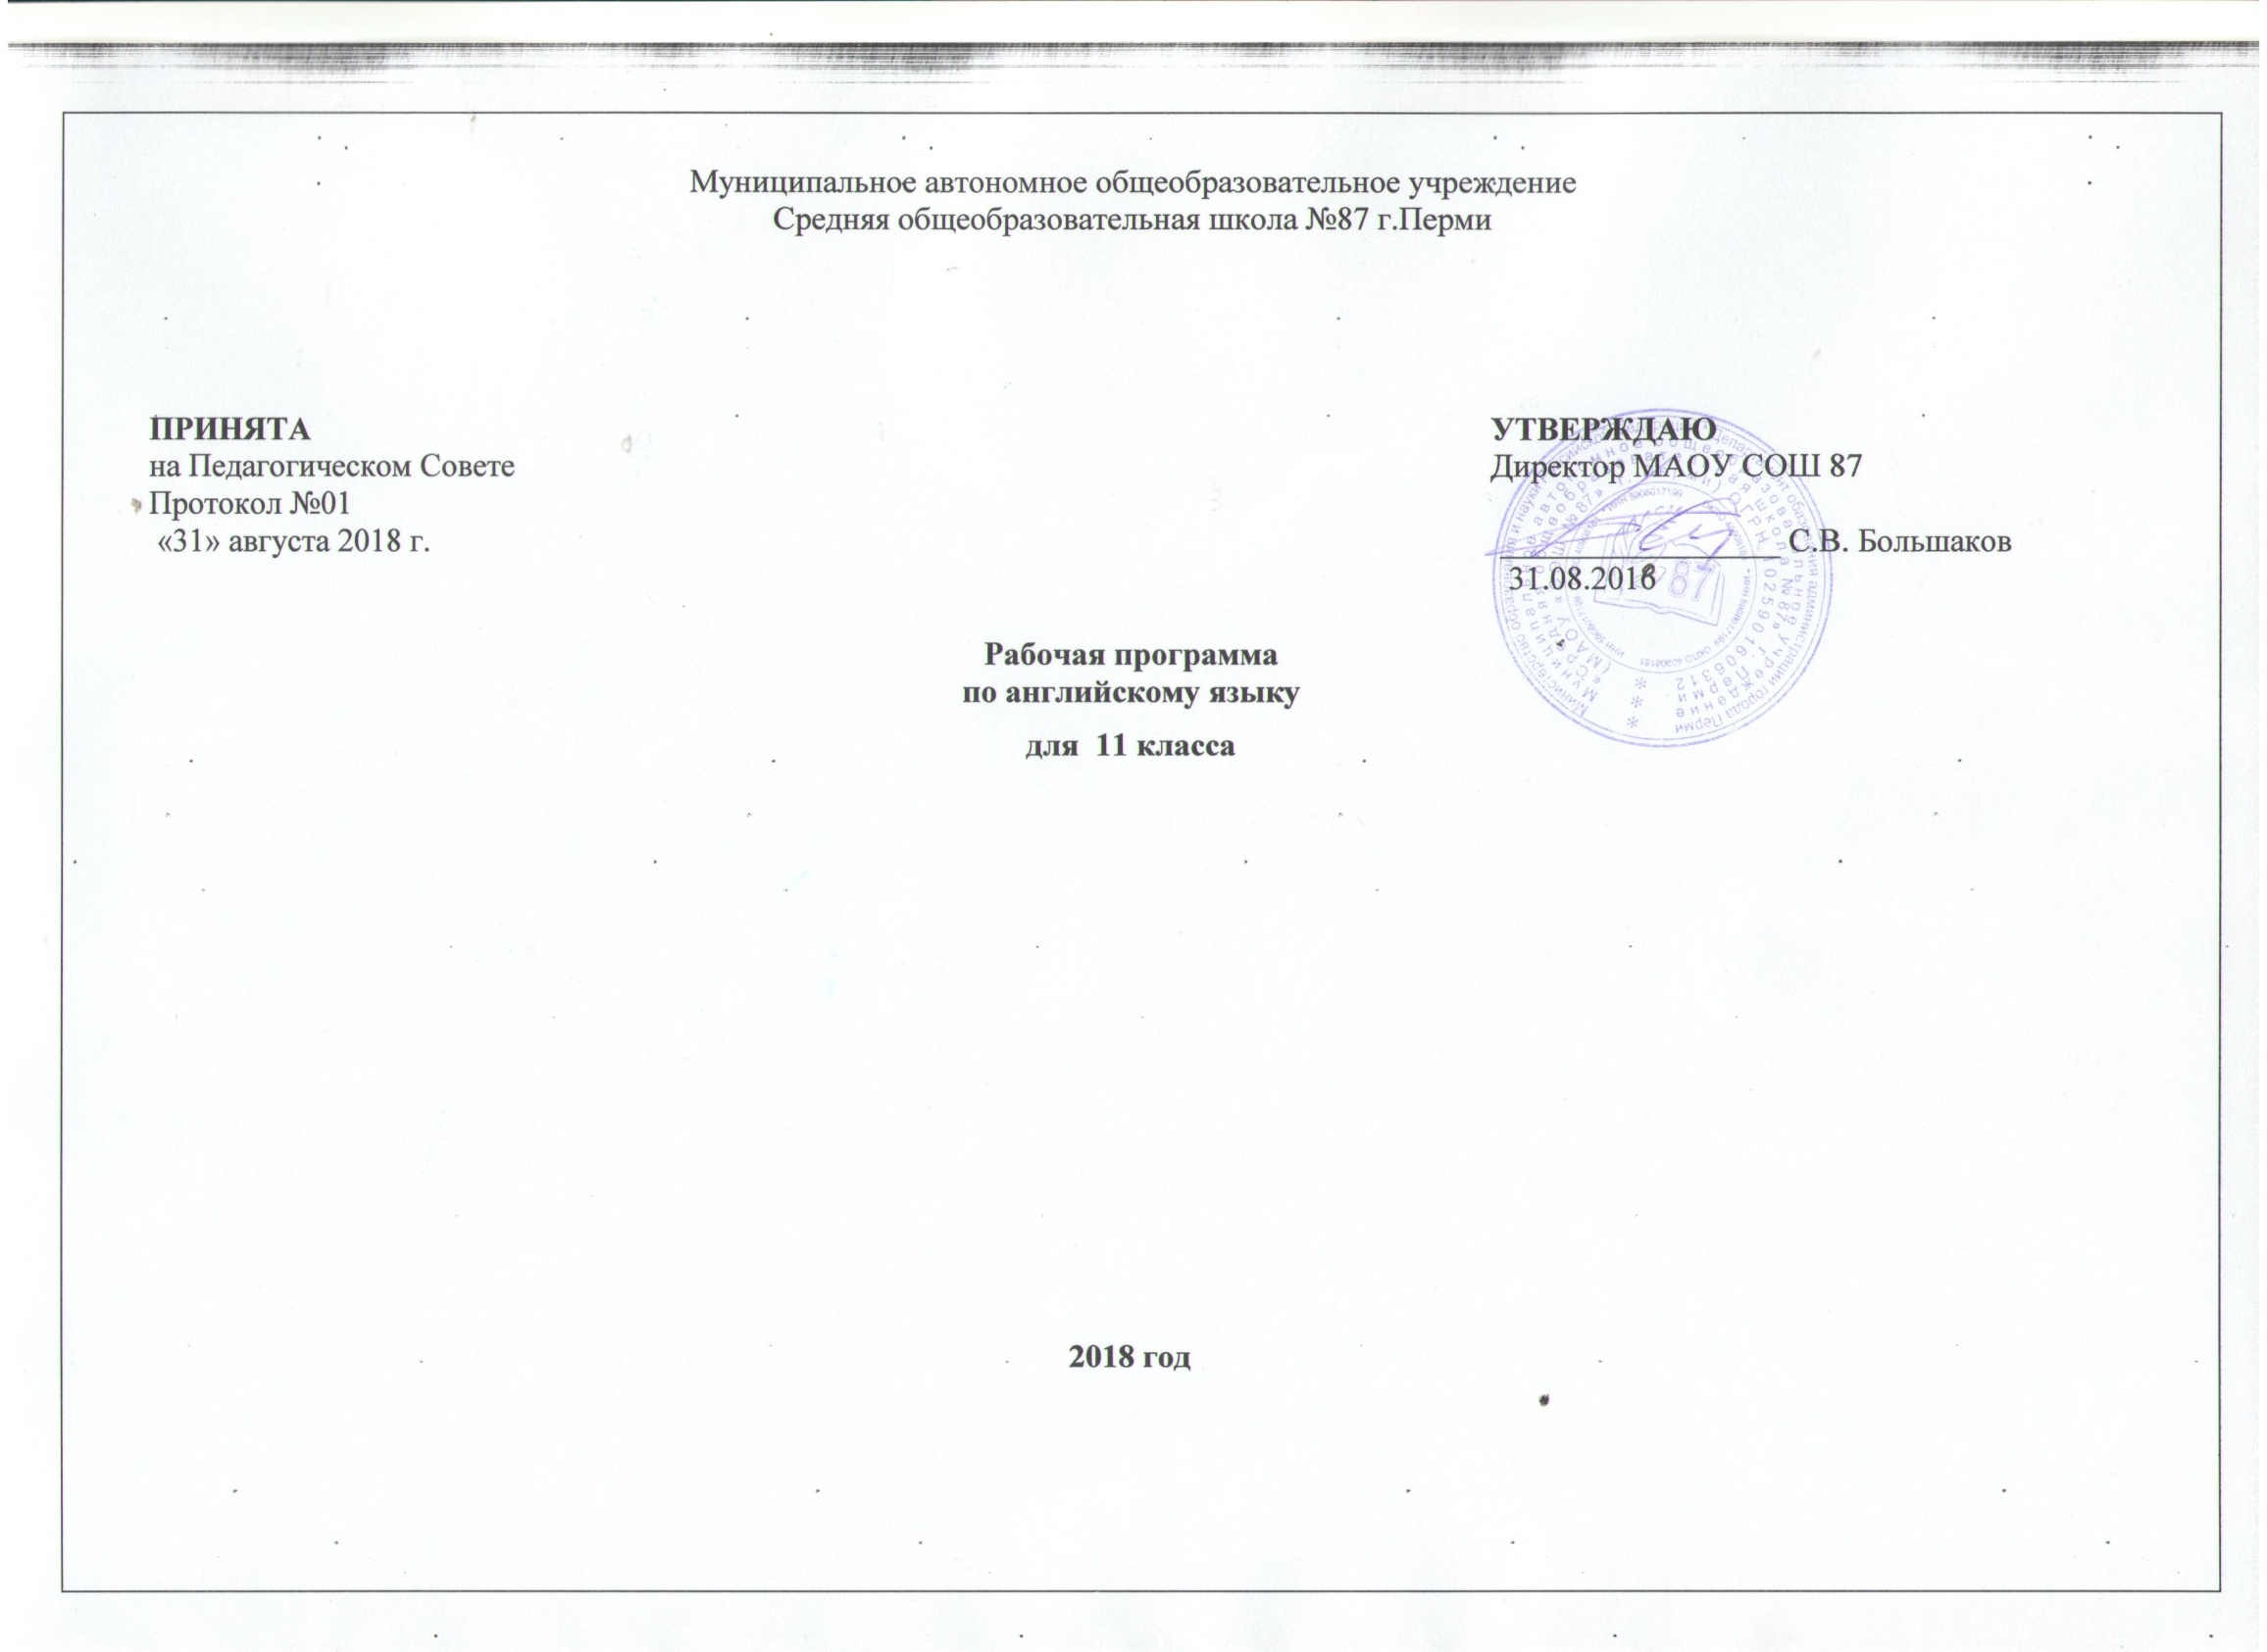 Муниципальное автономное общеобразовательное учреждение
Средняя общеобразовательная школа №87 г.Перми
ПРИНЯТА
на Педагогическом Совете
Протокол №01
«31» августа 2018 г.
УТВЕРЖДАЮ
Директор МАОУ СОШ 87
С.В. Большаков
31.08.2018
Рабочая программа
по английскому языку
для 11 класса
2018 год
87